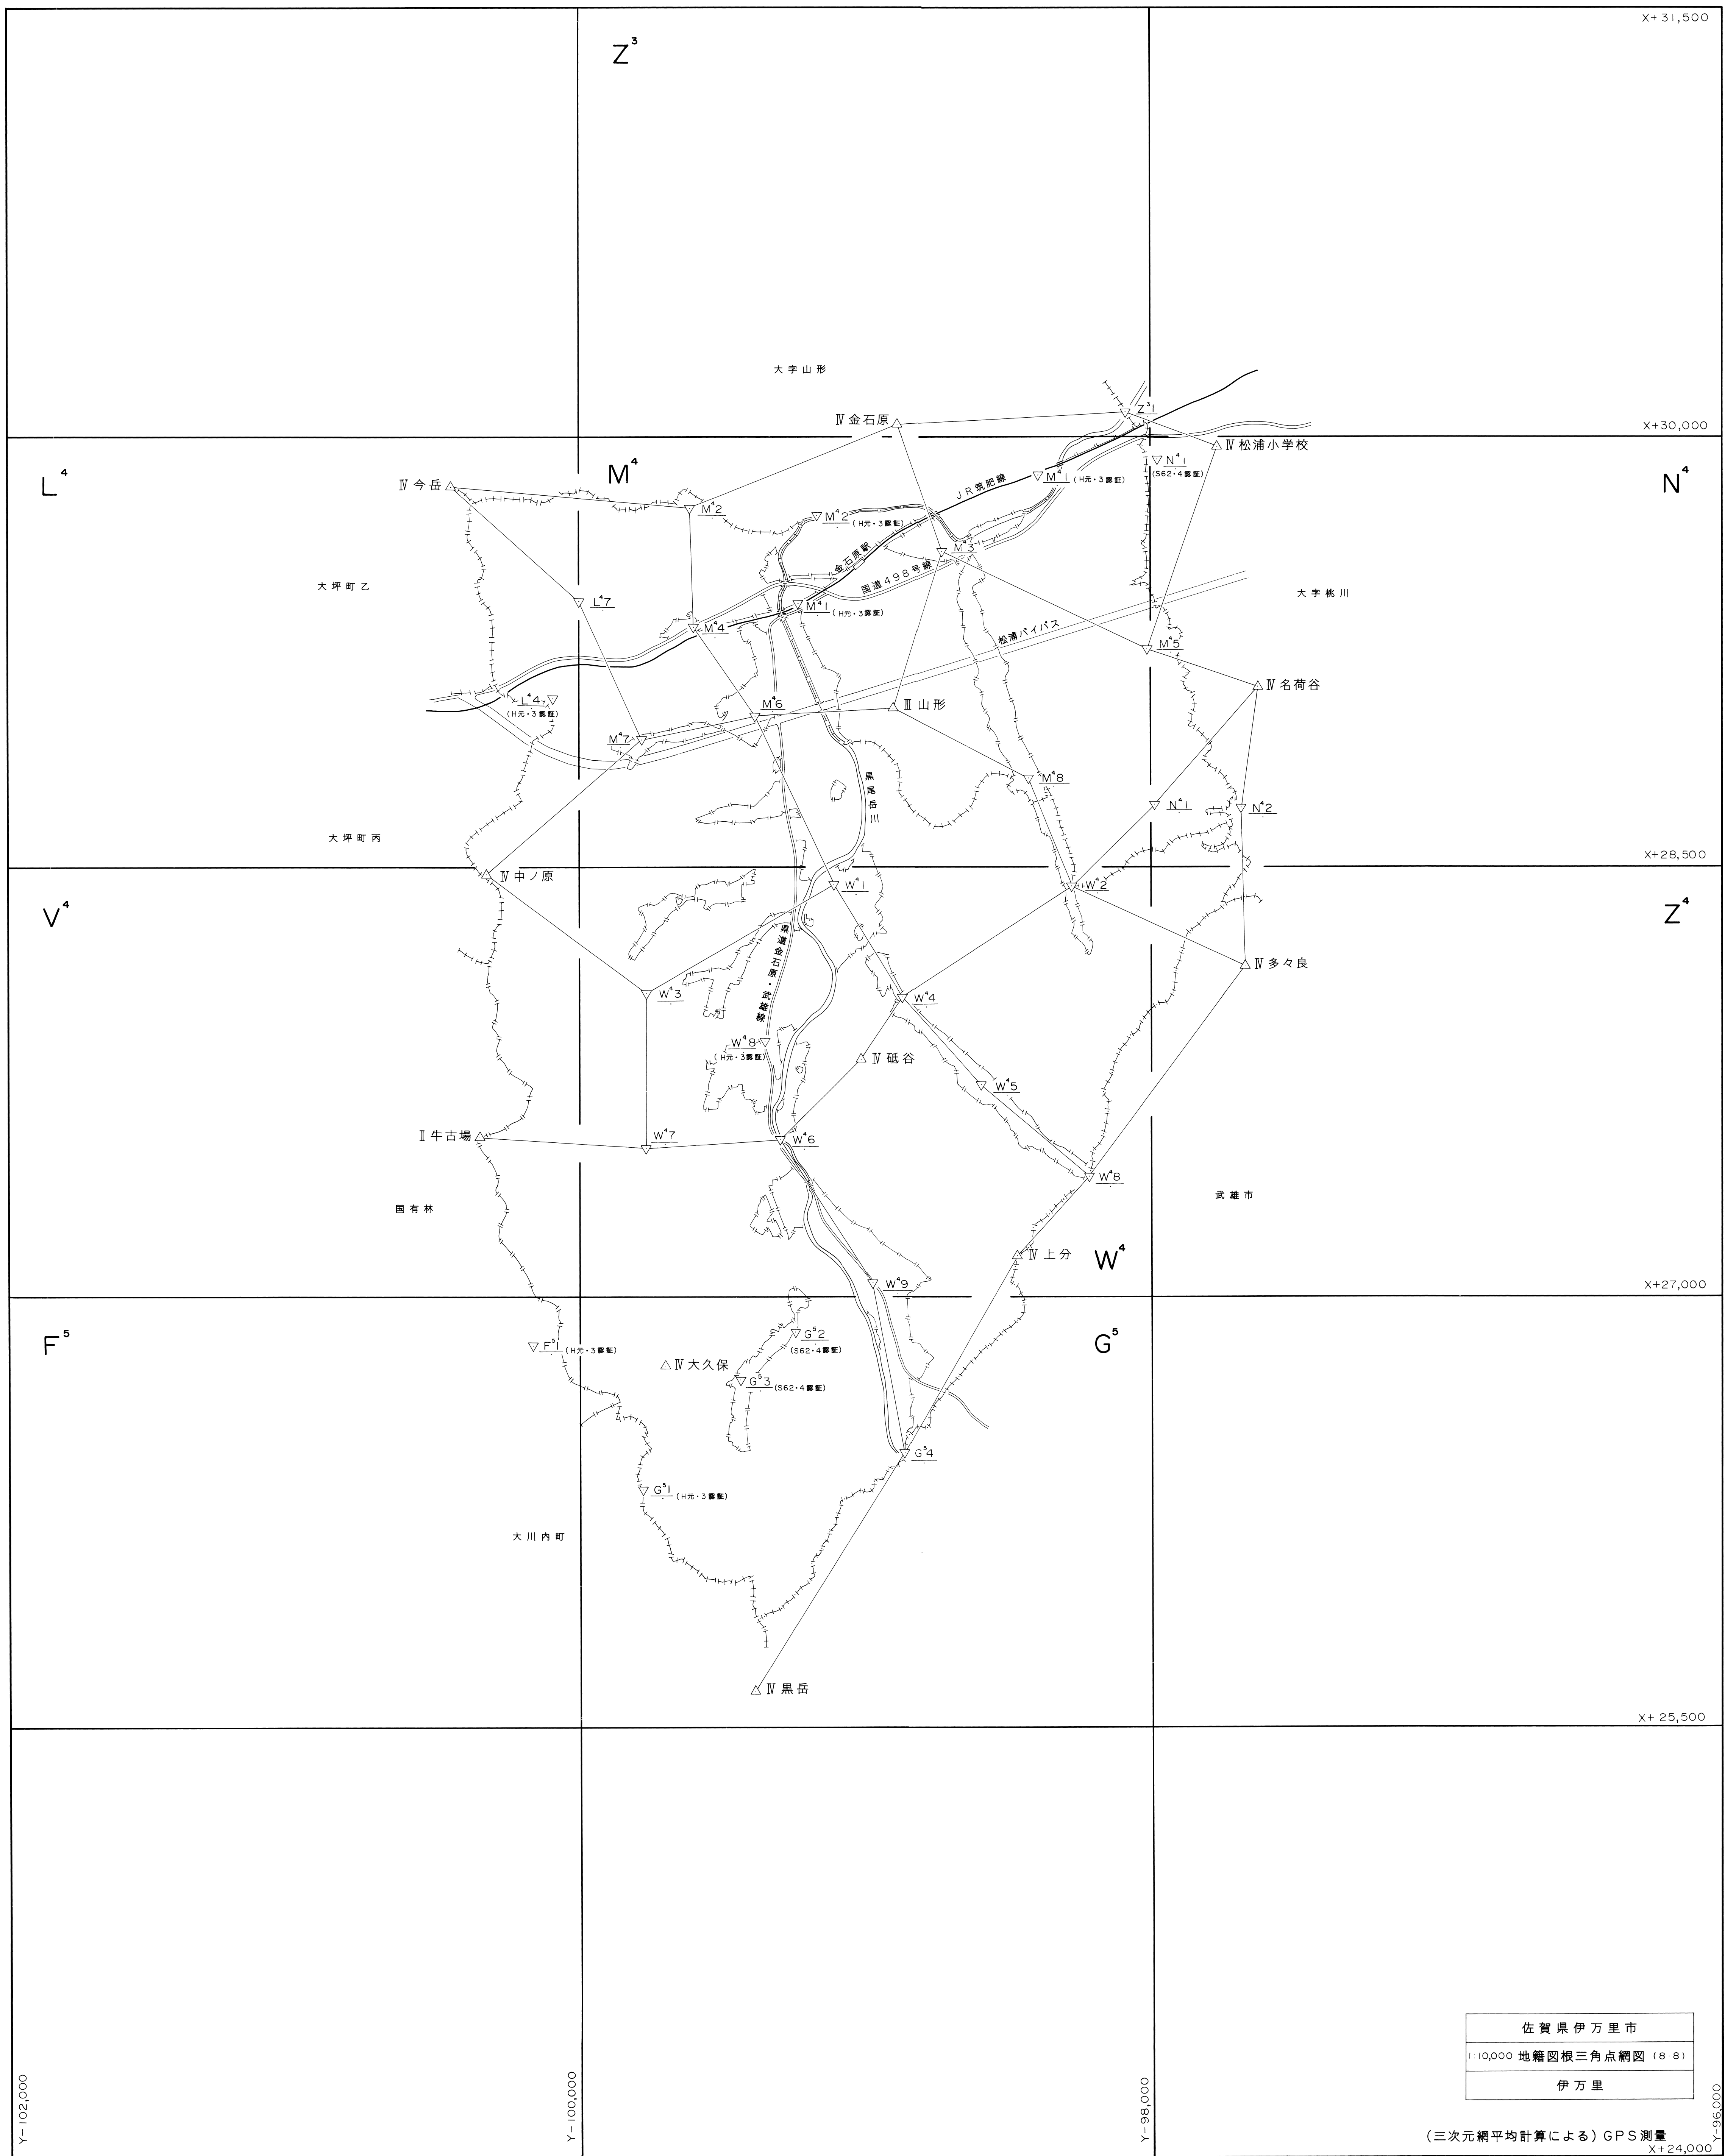 X+31,500
Z³
大字山形
Ⅳ金石原
Z³1
X+30,000
Ⅳ松浦小学校
L⁴
M⁴
N⁴
N⁴1
(S62・4認証)
M⁴1 (H元・3認証)
JR筑肥線
Ⅳ今岳
M⁴2
M⁴2 (H元・3認証)
M⁴3
金石原駅
国道498号線
大坪町乙
大字桃川
L⁴7
M⁴1 (H元・3認証)
M⁴4
松浦バイパス
M⁴5
Ⅳ名荷谷
L⁴4
(H元・3認証)
M⁴6
Ⅲ山形
M⁴7
M⁴8
黒尾岳川
N⁴1
N⁴2
大坪町丙
X+28,500
Ⅳ中ノ原
W⁴1
W⁴2
V⁴
Z⁴
県道金石原・武雄線
Ⅳ多々良
W⁴3
W⁴4
W⁴8
(H元・3認証)
Ⅳ砥谷
W⁴5
Ⅱ牛古場
W⁴7
W⁴6
W⁴8
国有林
武雄市
Ⅳ上分
W⁴
W⁴9
X+27,000
F⁵
G⁵
F⁵1 (H元・3認証)
G⁵2
(S62・4認証)
Ⅳ大久保
G⁵3 (S62・4認証)
G⁵4
G⁵1 (H元・3認証)
大川内町
Ⅳ黒岳
X+25,500
佐賀県伊万里市
1:10,000 地籍図根三角点網図 (8-8)
伊万里
Y-102,000
Y-100,000
Y-98,000
Y-96,000
(三次元網平均計算による) GPS測量
X+24,000